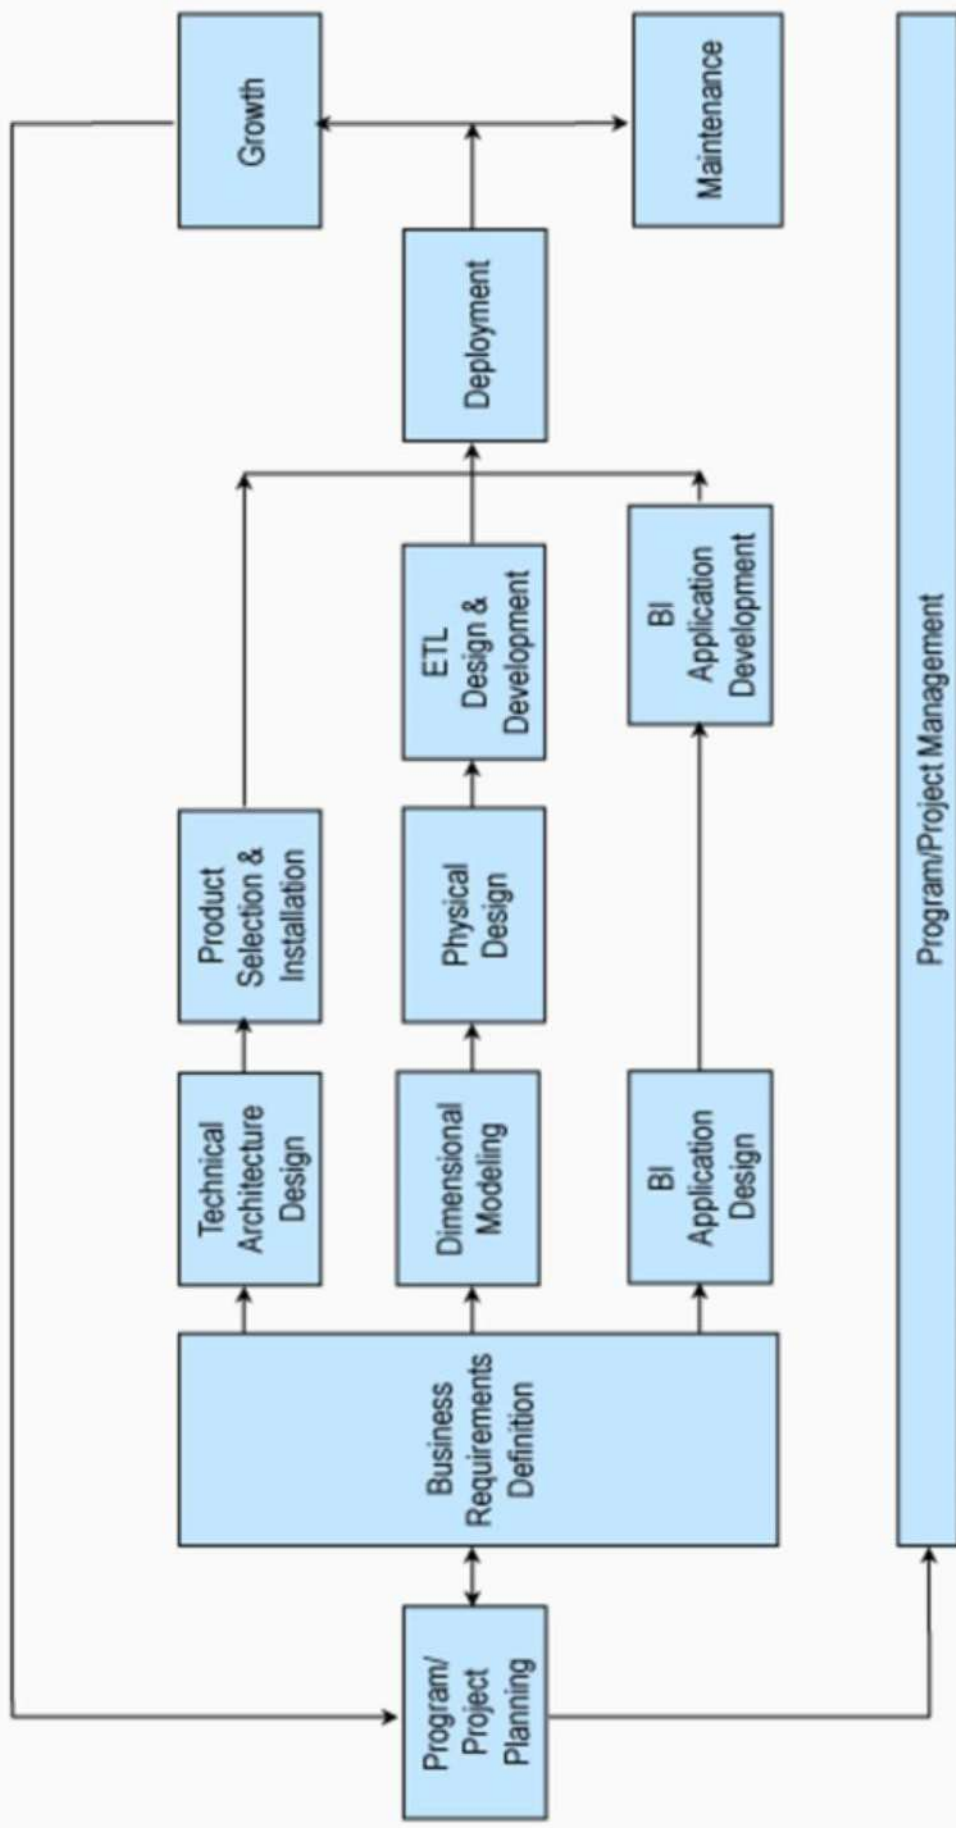 Program/
Project
Planning
Business
Requirements
Definition
Technical
Architecture
Design
Product
Selection &
Installation
Dimensional
Modeling
Physical
Design
ETL
Design &
Development
BI
Application
Design
BI
Application
Development
Deployment
Growth
Maintenance
Program/Project Management